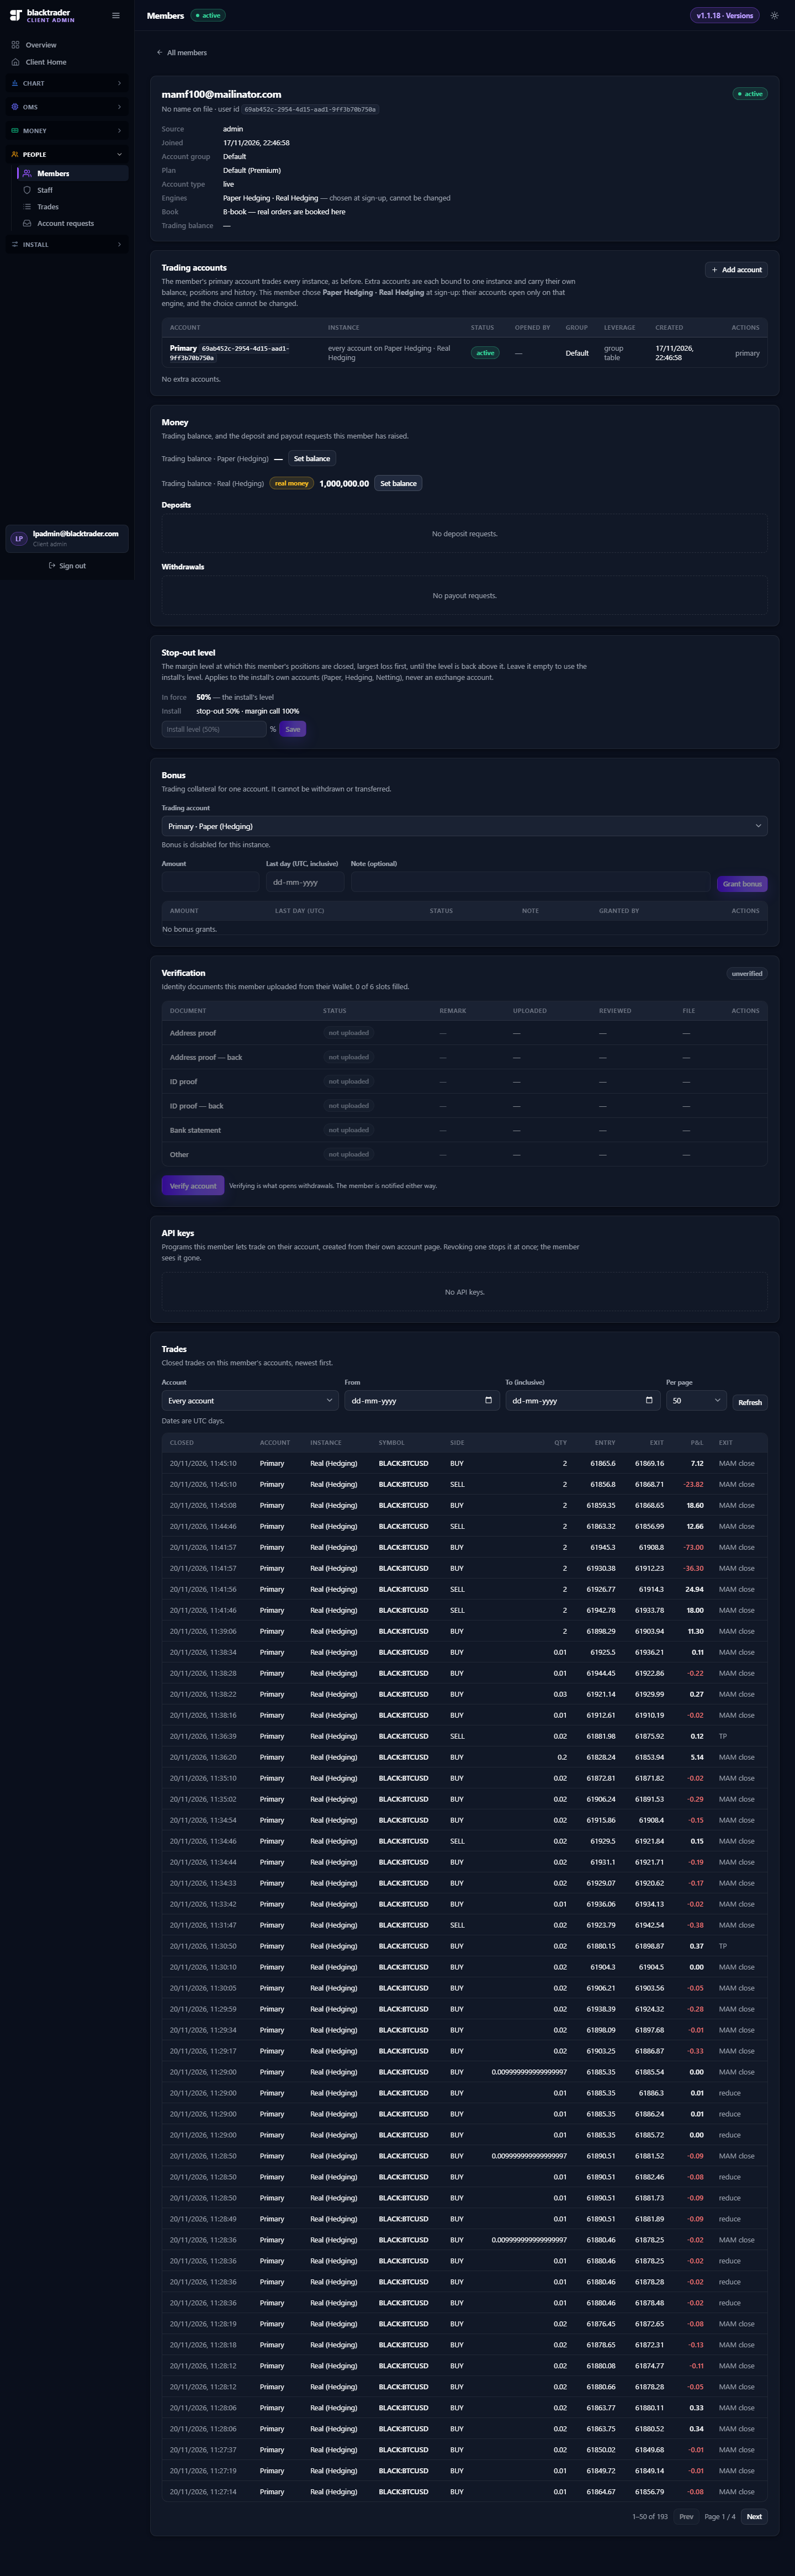 blacktrader
CLIENT ADMIN
Overview
Client Home
CHART
OMS
MONEY
PEOPLE
Members
Staff
Trades
Account requests
INSTALL
LP
lpadmin@blacktrader.com
Client admin
Sign out
Members active
v1.1.18 · Versions
All members
mamf100@mailinator.com
active
No name on file · user id 69ab452c-2954-4d15-aad1-9ff3b70b750a
Source admin
Joined 17/11/2026, 22:46:58
Account group Default
Plan Default (Premium)
Account type live
Engines Paper Hedging · Real Hedging — chosen at sign-up, cannot be changed
Book B-book — real orders are booked here
Trading balance —
Trading accounts
+ Add account
The member's primary account trades every instance, as before. Extra accounts are each bound to one instance and carry their own
balance, positions and history. This member chose Paper Hedging · Real Hedging at sign-up: their accounts open only on that
engine, and the choice cannot be changed.
ACCOUNT INSTANCE STATUS OPENED BY GROUP LEVERAGE CREATED ACTIONS
Primary 69ab452c-2954-4d15-aad1-9ff3b70b750a every account on Paper Hedging · Real Hedging active — Default group table 17/11/2026, 22:46:58 primary
No extra accounts.
Money
Trading balance, and the deposit and payout requests this member has raised.
Trading balance · Paper (Hedging) — Set balance
Trading balance · Real (Hedging) real money 1,000,000.00 Set balance
Deposits
No deposit requests.
Withdrawals
No payout requests.
Stop-out level
The margin level at which this member's positions are closed, largest loss first, until the level is back above it. Leave it empty to use the
install's level. Applies to the install's own accounts (Paper, Hedging, Netting), never an exchange account.
In force 50% — the install's level
Install stop-out 50% · margin call 100%
Install level (50%) % Save
Bonus
Trading collateral for one account. It cannot be withdrawn or transferred.
Trading account
Primary · Paper (Hedging)
Bonus is disabled for this instance.
Amount Last day (UTC, inclusive) Note (optional)
dd-mm-yyyy Grant bonus
AMOUNT LAST DAY (UTC) STATUS NOTE GRANTED BY ACTIONS
No bonus grants.
Verification
unverified
Identity documents this member uploaded from their Wallet. 0 of 6 slots filled.
DOCUMENT STATUS REMARK UPLOADED REVIEWED FILE ACTIONS
Address proof not uploaded — — — —
Address proof — back not uploaded — — — —
ID proof not uploaded — — — —
ID proof — back not uploaded — — — —
Bank statement not uploaded — — — —
Other not uploaded — — — —
Verify account Verifying is what opens withdrawals. The member is notified either way.
API keys
Programs this member lets trade on their account, created from their own account page. Revoking one stops it at once; the member
sees it gone.
No API keys.
Trades
Closed trades on this member's accounts, newest first.
Account From To (inclusive) Per page
Every account dd-mm-yyyy dd-mm-yyyy 50 Refresh
Dates are UTC days.
CLOSED ACCOUNT INSTANCE SYMBOL SIDE QTY ENTRY EXIT P&L EXIT
20/11/2026, 11:45:10 Primary Real (Hedging) BLACK:BTCUSD BUY 2 61865.6 61869.16 7.12 MAM close
20/11/2026, 11:45:10 Primary Real (Hedging) BLACK:BTCUSD SELL 2 61856.8 61868.71 -23.82 MAM close
20/11/2026, 11:45:08 Primary Real (Hedging) BLACK:BTCUSD BUY 2 61859.35 61868.65 18.60 MAM close
20/11/2026, 11:44:46 Primary Real (Hedging) BLACK:BTCUSD SELL 2 61863.32 61856.99 12.66 MAM close
20/11/2026, 11:41:57 Primary Real (Hedging) BLACK:BTCUSD BUY 2 61945.3 61908.8 -73.00 MAM close
20/11/2026, 11:41:57 Primary Real (Hedging) BLACK:BTCUSD BUY 2 61930.38 61912.23 -36.30 MAM close
20/11/2026, 11:41:56 Primary Real (Hedging) BLACK:BTCUSD SELL 2 61926.77 61914.3 24.94 MAM close
20/11/2026, 11:41:46 Primary Real (Hedging) BLACK:BTCUSD SELL 2 61942.78 61933.78 18.00 MAM close
20/11/2026, 11:39:06 Primary Real (Hedging) BLACK:BTCUSD BUY 2 61898.29 61903.94 11.30 MAM close
20/11/2026, 11:38:34 Primary Real (Hedging) BLACK:BTCUSD BUY 0.01 61925.5 61936.21 0.11 MAM close
20/11/2026, 11:38:28 Primary Real (Hedging) BLACK:BTCUSD BUY 0.01 61944.45 61922.86 -0.22 MAM close
20/11/2026, 11:38:22 Primary Real (Hedging) BLACK:BTCUSD BUY 0.03 61921.14 61929.99 0.27 MAM close
20/11/2026, 11:38:16 Primary Real (Hedging) BLACK:BTCUSD BUY 0.01 61912.61 61910.19 -0.02 MAM close
20/11/2026, 11:36:39 Primary Real (Hedging) BLACK:BTCUSD SELL 0.02 61881.98 61875.92 0.12 TP
20/11/2026, 11:36:20 Primary Real (Hedging) BLACK:BTCUSD BUY 0.2 61828.24 61853.94 5.14 MAM close
20/11/2026, 11:35:10 Primary Real (Hedging) BLACK:BTCUSD BUY 0.02 61872.81 61871.82 -0.02 MAM close
20/11/2026, 11:35:02 Primary Real (Hedging) BLACK:BTCUSD BUY 0.02 61906.24 61891.53 -0.29 MAM close
20/11/2026, 11:34:54 Primary Real (Hedging) BLACK:BTCUSD BUY 0.02 61915.86 61908.4 -0.15 MAM close
20/11/2026, 11:34:46 Primary Real (Hedging) BLACK:BTCUSD SELL 0.02 61929.5 61921.84 0.15 MAM close
20/11/2026, 11:34:44 Primary Real (Hedging) BLACK:BTCUSD BUY 0.02 61931.1 61921.71 -0.19 MAM close
20/11/2026, 11:34:33 Primary Real (Hedging) BLACK:BTCUSD BUY 0.02 61929.07 61920.62 -0.17 MAM close
20/11/2026, 11:33:42 Primary Real (Hedging) BLACK:BTCUSD BUY 0.01 61936.06 61934.13 -0.02 MAM close
20/11/2026, 11:31:47 Primary Real (Hedging) BLACK:BTCUSD SELL 0.02 61923.79 61942.54 -0.38 MAM close
20/11/2026, 11:30:50 Primary Real (Hedging) BLACK:BTCUSD BUY 0.02 61880.15 61898.87 0.37 TP
20/11/2026, 11:30:10 Primary Real (Hedging) BLACK:BTCUSD BUY 0.02 61904.3 61904.5 0.00 MAM close
20/11/2026, 11:30:05 Primary Real (Hedging) BLACK:BTCUSD BUY 0.02 61906.21 61903.56 -0.05 MAM close
20/11/2026, 11:29:59 Primary Real (Hedging) BLACK:BTCUSD BUY 0.02 61938.39 61924.32 -0.28 MAM close
20/11/2026, 11:29:34 Primary Real (Hedging) BLACK:BTCUSD BUY 0.02 61898.09 61897.68 -0.01 MAM close
20/11/2026, 11:29:17 Primary Real (Hedging) BLACK:BTCUSD BUY 0.02 61903.25 61886.87 -0.33 MAM close
20/11/2026, 11:29:00 Primary Real (Hedging) BLACK:BTCUSD BUY 0.009999999999999997 61885.35 61885.54 0.00 MAM close
20/11/2026, 11:29:00 Primary Real (Hedging) BLACK:BTCUSD BUY 0.01 61885.35 61886.3 0.01 reduce
20/11/2026, 11:29:00 Primary Real (Hedging) BLACK:BTCUSD BUY 0.01 61885.35 61886.24 0.01 reduce
20/11/2026, 11:29:00 Primary Real (Hedging) BLACK:BTCUSD BUY 0.01 61885.35 61885.72 0.00 reduce
20/11/2026, 11:28:50 Primary Real (Hedging) BLACK:BTCUSD BUY 0.009999999999999997 61890.51 61881.52 -0.09 MAM close
20/11/2026, 11:28:50 Primary Real (Hedging) BLACK:BTCUSD BUY 0.01 61890.51 61882.46 -0.08 reduce
20/11/2026, 11:28:50 Primary Real (Hedging) BLACK:BTCUSD BUY 0.01 61890.51 61881.73 -0.09 reduce
20/11/2026, 11:28:49 Primary Real (Hedging) BLACK:BTCUSD BUY 0.01 61890.51 61881.89 -0.09 reduce
20/11/2026, 11:28:36 Primary Real (Hedging) BLACK:BTCUSD BUY 0.009999999999999997 61880.46 61878.25 -0.02 MAM close
20/11/2026, 11:28:36 Primary Real (Hedging) BLACK:BTCUSD BUY 0.01 61880.46 61878.25 -0.02 reduce
20/11/2026, 11:28:36 Primary Real (Hedging) BLACK:BTCUSD BUY 0.01 61880.46 61878.28 -0.02 reduce
20/11/2026, 11:28:36 Primary Real (Hedging) BLACK:BTCUSD BUY 0.01 61880.46 61878.48 -0.02 reduce
20/11/2026, 11:28:19 Primary Real (Hedging) BLACK:BTCUSD BUY 0.02 61876.45 61872.65 -0.08 MAM close
20/11/2026, 11:28:18 Primary Real (Hedging) BLACK:BTCUSD BUY 0.02 61878.65 61872.31 -0.13 MAM close
20/11/2026, 11:28:12 Primary Real (Hedging) BLACK:BTCUSD BUY 0.02 61880.08 61874.77 -0.11 MAM close
20/11/2026, 11:28:12 Primary Real (Hedging) BLACK:BTCUSD BUY 0.02 61880.66 61878.28 -0.05 MAM close
20/11/2026, 11:28:06 Primary Real (Hedging) BLACK:BTCUSD BUY 0.02 61863.77 61880.11 0.33 MAM close
20/11/2026, 11:28:06 Primary Real (Hedging) BLACK:BTCUSD BUY 0.02 61863.75 61880.52 0.34 MAM close
20/11/2026, 11:27:37 Primary Real (Hedging) BLACK:BTCUSD BUY 0.02 61850.02 61849.68 -0.01 MAM close
20/11/2026, 11:27:19 Primary Real (Hedging) BLACK:BTCUSD BUY 0.01 61849.72 61849.14 -0.01 MAM close
20/11/2026, 11:27:14 Primary Real (Hedging) BLACK:BTCUSD BUY 0.01 61864.67 61856.79 -0.08 MAM close
1–50 of 193 Prev Page 1 / 4 Next